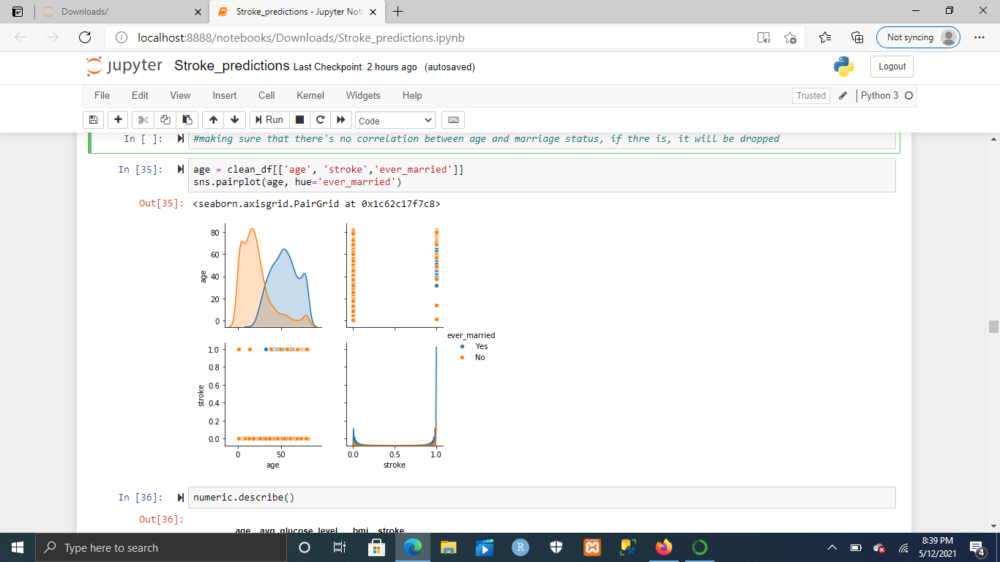 Downloads/
Stroke_predictions - Jupyter Not
localhost:8888/notebooks/Downloads/Stroke_predictions.ipynb
Not syncing
jupyter Stroke_predictions Last Checkpoint: 2 hours ago (autosaved)
Logout
File Edit View Insert Cell Kernel Widgets Help
Trusted
Python 3
Run
Code
In [ ]: #making sure that there's no correlation between age and marriage status, if thre is, it will be dropped
In [35]: age = clean_df[['age', 'stroke','ever_married']]
sns.pairplot(age, hue='ever_married')
Out[35]: <seaborn.axisgrid.PairGrid at 0x1c62c17f7c8>
80
60
40
20
0
age
ever_married
Yes
No
1.0
0.8
0.6
0.4
0.2
0.0
stroke
0 50
age
0.0 0.5 1.0
stroke
In [36]: numeric.describe()
Out[36]:
age avg_glucose_level bmi stroke
Type here to search
R
8:39 PM
5/12/2021
4